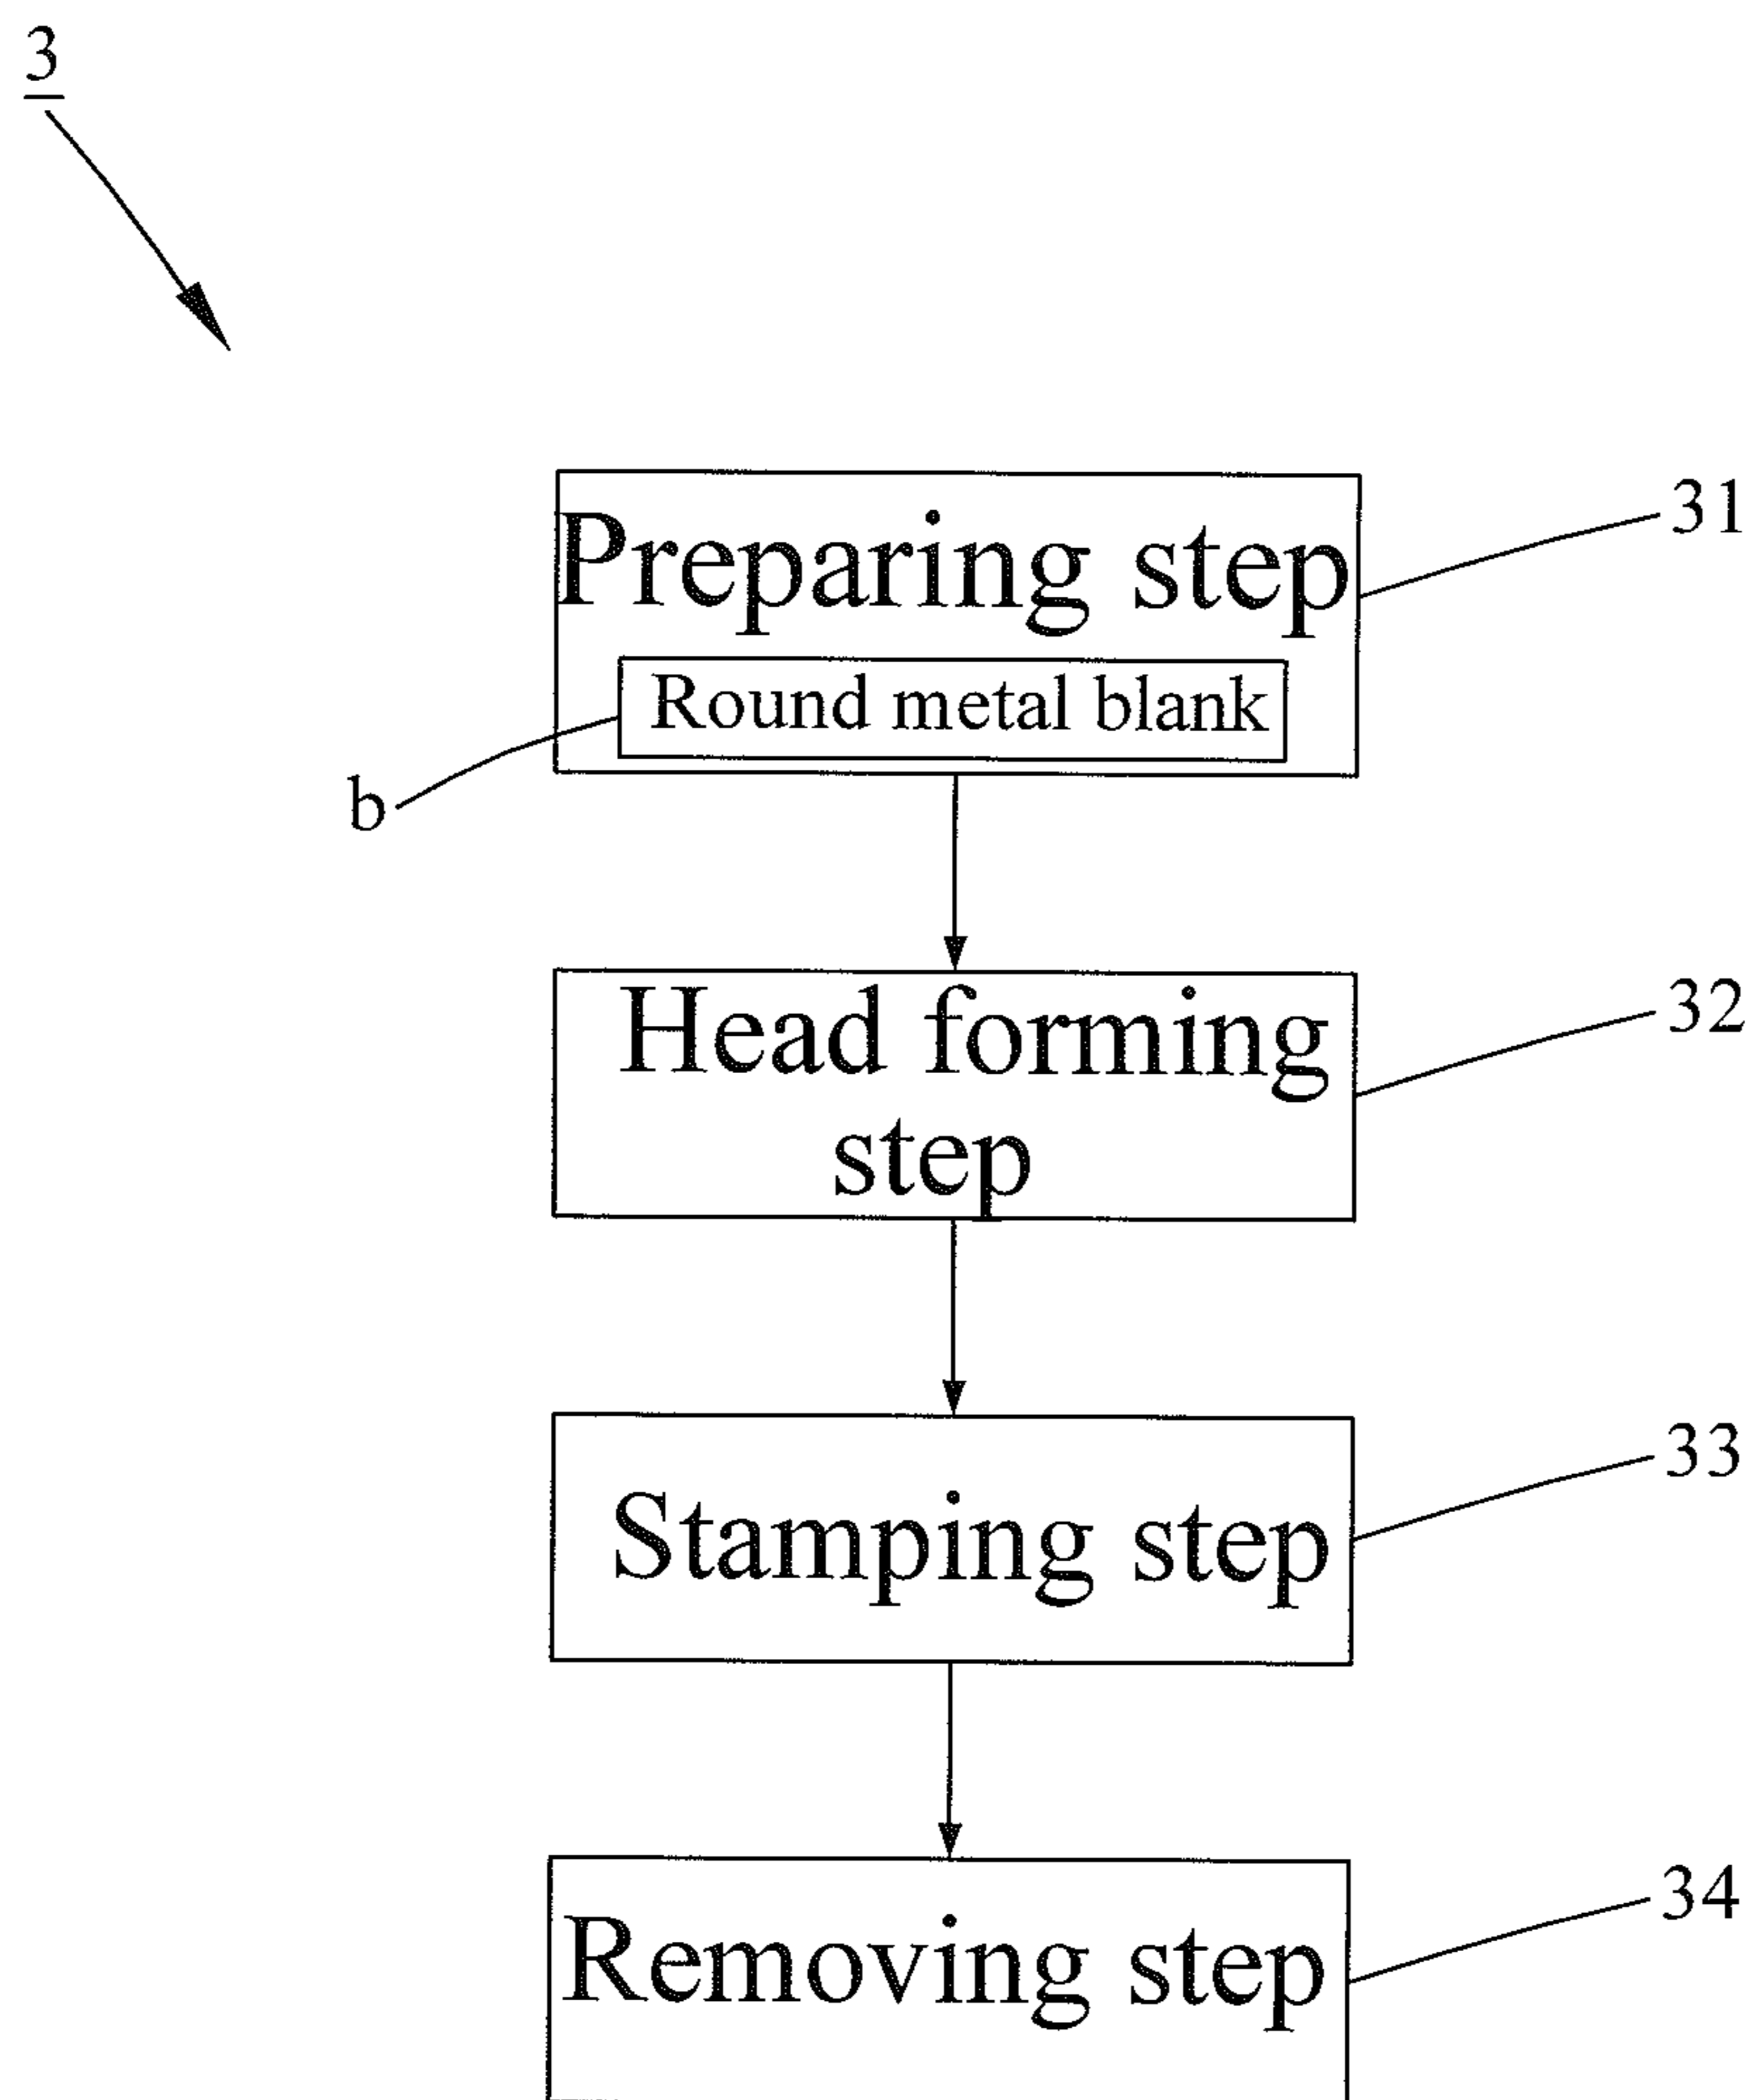 3
Preparing step
31
Round metal blank
b
Head forming
32
step
Stamping step
33
Removing step
34